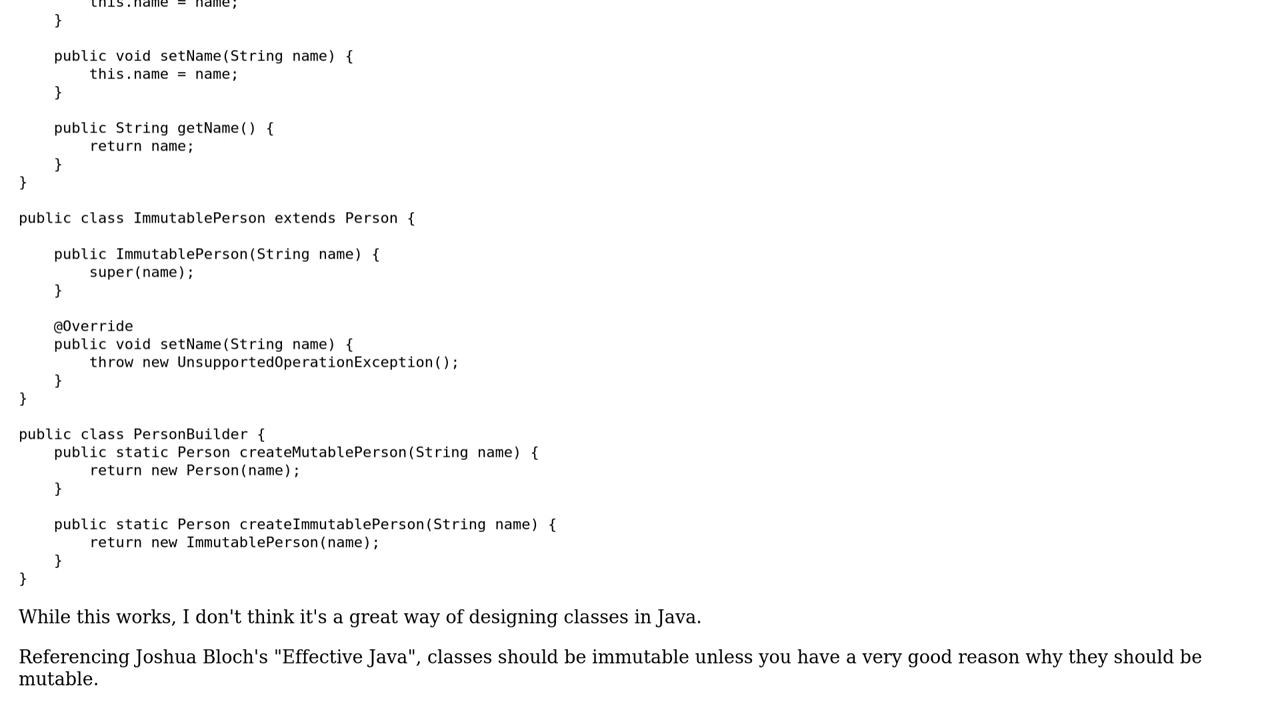 this.name = name;
    }

    public void setName(String name) {
        this.name = name;
    }

    public String getName() {
        return name;
    }
}

public class ImmutablePerson extends Person {

    public ImmutablePerson(String name) {
        super(name);
    }

    @Override
    public void setName(String name) {
        throw new UnsupportedOperationException();
    }
}

public class PersonBuilder {
    public static Person createMutablePerson(String name) {
        return new Person(name);
    }

    public static Person createImmutablePerson(String name) {
        return new ImmutablePerson(name);
    }
}
While this works, I don't think it's a great way of designing classes in Java.
Referencing Joshua Bloch's "Effective Java", classes should be immutable unless you have a very good reason why they should be
mutable.